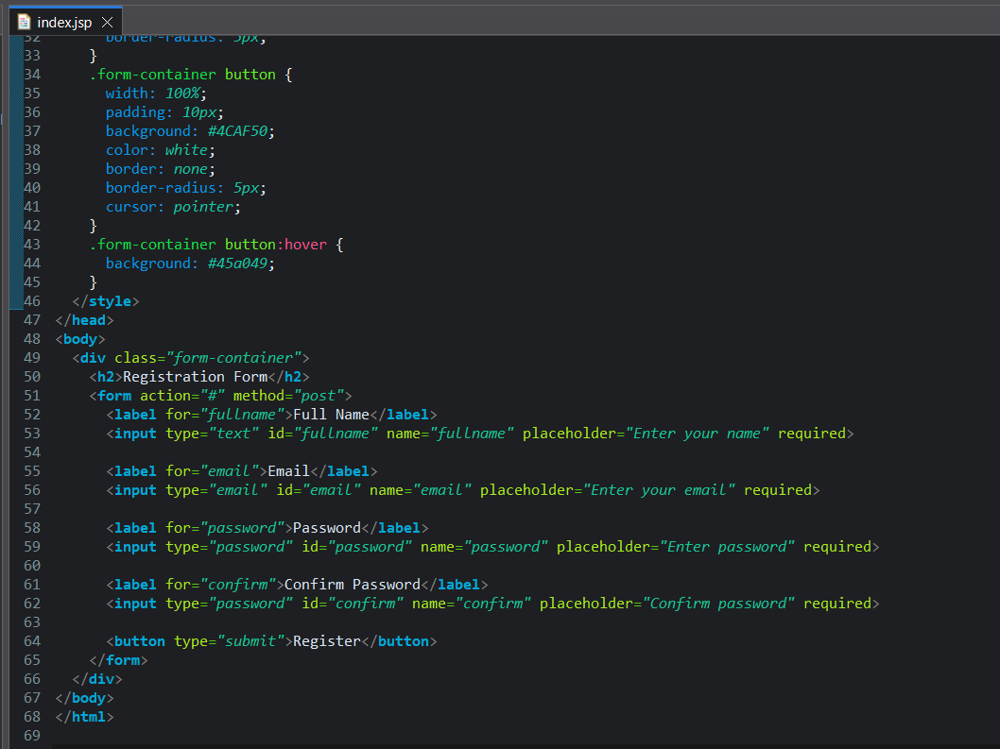 index.jsp
32 border-radius: 5px;
33 }
34 .form-container button {
35 width: 100%;
36 padding: 10px;
37 background: #4CAF50;
38 color: white;
39 border: none;
40 border-radius: 5px;
41 cursor: pointer;
42 }
43 .form-container button:hover {
44 background: #45a049;
45 }
46 </style>
47 </head>
48 <body>
49 <div class="form-container">
50 <h2>Registration Form</h2>
51 <form action="#" method="post">
52 <label for="fullname">Full Name</label>
53 <input type="text" id="fullname" name="fullname" placeholder="Enter your name" required>
54
55 <label for="email">Email</label>
56 <input type="email" id="email" name="email" placeholder="Enter your email" required>
57
58 <label for="password">Password</label>
59 <input type="password" id="password" name="password" placeholder="Enter password" required>
60
61 <label for="confirm">Confirm Password</label>
62 <input type="password" id="confirm" name="confirm" placeholder="Confirm password" required>
63
64 <button type="submit">Register</button>
65 </form>
66 </div>
67 </body>
68 </html>
69